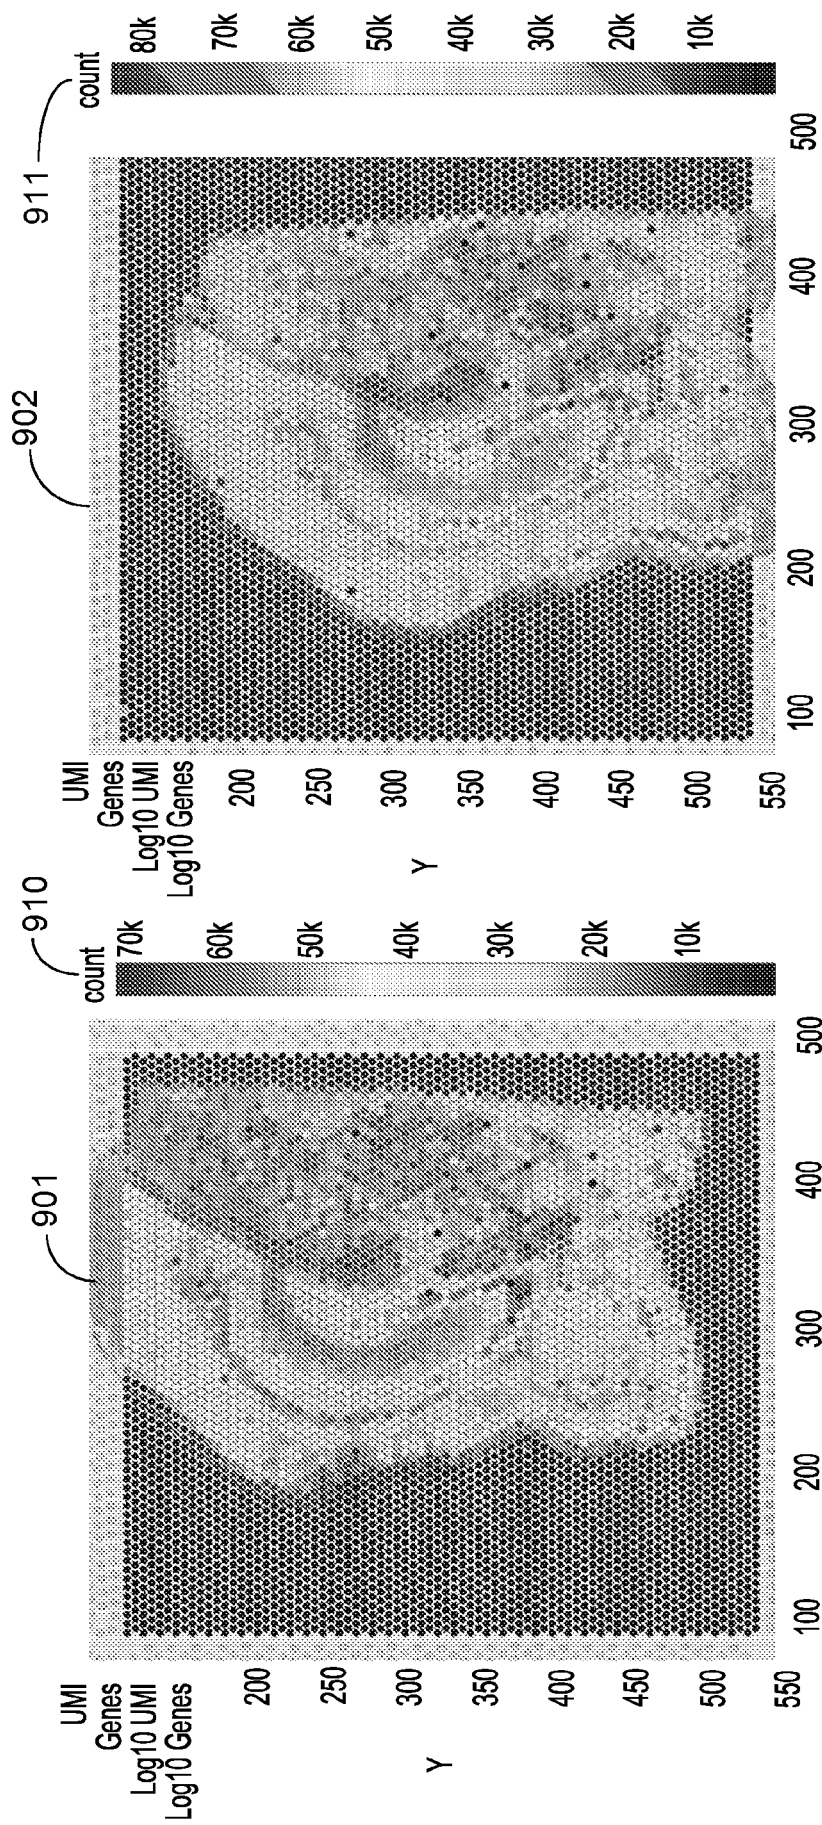 901
910
UMI
Genes
Log10 UMI
Log10 Genes
count
70k
60k
50k
40k
30k
20k
10k
Y
200
250
300
350
400
450
500
550
100
200
300
400
500
902
911
UMI
Genes
Log10 UMI
Log10 Genes
count
80k
70k
60k
50k
40k
30k
20k
10k
Y
200
250
300
350
400
450
500
550
100
200
300
400
500